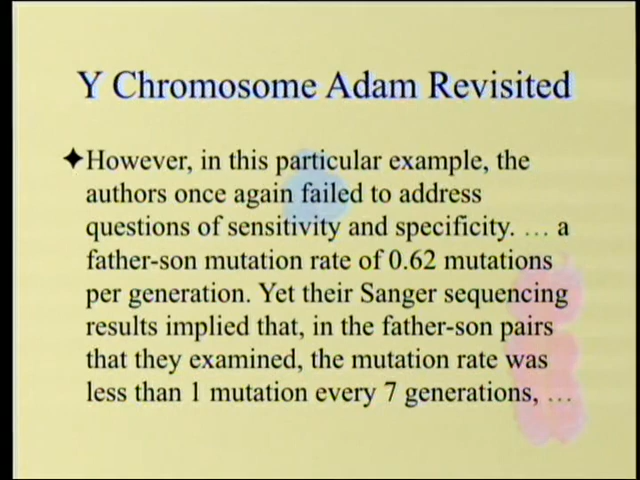 Y Chromosome Adam Revisited
✦However, in this particular example, the
authors once again failed to address
questions of sensitivity and specificity. … a
father-son mutation rate of 0.62 mutations
per generation. Yet their Sanger sequencing
results implied that, in the father-son pairs
that they examined, the mutation rate was
less than 1 mutation every 7 generations, …